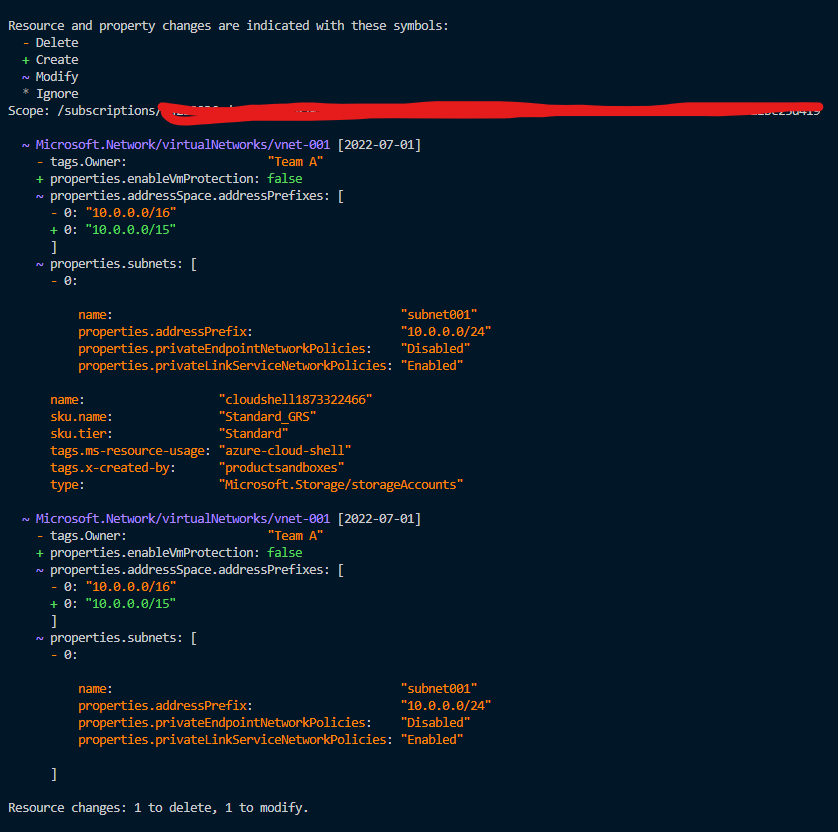 Resource and property changes are indicated with these symbols:
- Delete
+ Create
~ Modify
* Ignore
Scope: /subscriptions/
~ Microsoft.Network/virtualNetworks/vnet-001 [2022-07-01]
- tags.Owner: "Team A"
+ properties.enableVmProtection: false
~ properties.addressSpace.addressPrefixes: [
- 0: "10.0.0.0/16"
+ 0: "10.0.0.0/15"
]
~ properties.subnets: [
- 0:
name: "subnet001"
properties.addressPrefix: "10.0.0.0/24"
properties.privateEndpointNetworkPolicies: "Disabled"
properties.privateLinkServiceNetworkPolicies: "Enabled"
name: "cloudshell1873322466"
sku.name: "Standard_GRS"
sku.tier: "Standard"
tags.ms-resource-usage: "azure-cloud-shell"
tags.x-created-by: "productsandboxes"
type: "Microsoft.Storage/storageAccounts"
~ Microsoft.Network/virtualNetworks/vnet-001 [2022-07-01]
- tags.Owner: "Team A"
+ properties.enableVmProtection: false
~ properties.addressSpace.addressPrefixes: [
- 0: "10.0.0.0/16"
+ 0: "10.0.0.0/15"
]
~ properties.subnets: [
- 0:
name: "subnet001"
properties.addressPrefix: "10.0.0.0/24"
properties.privateEndpointNetworkPolicies: "Disabled"
properties.privateLinkServiceNetworkPolicies: "Enabled"
]
Resource changes: 1 to delete, 1 to modify.